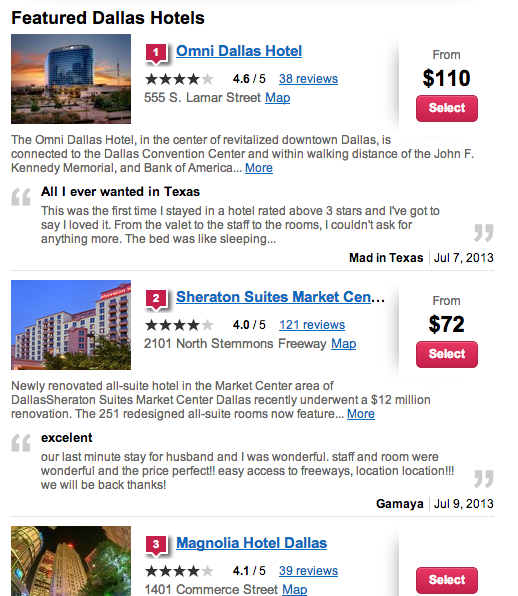 Featured Dallas Hotels
1 Omni Dallas Hotel
4.6 / 5 38 reviews
555 S. Lamar Street Map
From
$110
Select
The Omni Dallas Hotel, in the center of revitalized downtown Dallas, is
connected to the Dallas Convention Center and within walking distance of the John F.
Kennedy Memorial, and Bank of America... More
“ All I ever wanted in Texas
This was the first time I stayed in a hotel rated above 3 stars and I've got to
say I loved it. From the valet to the staff to the rooms, I couldn't ask for
anything more. The bed was like sleeping... ”
Mad in Texas Jul 7, 2013
2 Sheraton Suites Market Cen...
4.0 / 5 121 reviews
2101 North Stemmons Freeway Map
From
$72
Select
Newly renovated all-suite hotel in the Market Center area of
DallasSheraton Suites Market Center Dallas recently underwent a $12 million
renovation. The 251 redesigned all-suite rooms now feature... More
“ excelent
our last minute stay for husband and I was wonderful. staff and room were
wonderful and the price perfect!! easy access to freeways, location location!!!
we will be back thanks! ”
Gamaya Jul 9, 2013
3 Magnolia Hotel Dallas
4.1 / 5 39 reviews
1401 Commerce Street Map
Select